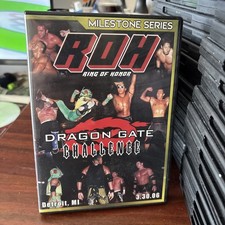 MILESTONE SERIES
ROH
RING OF HONOR
DRAGON GATE
CHALLENGE
Detroit, MI
3.30.06